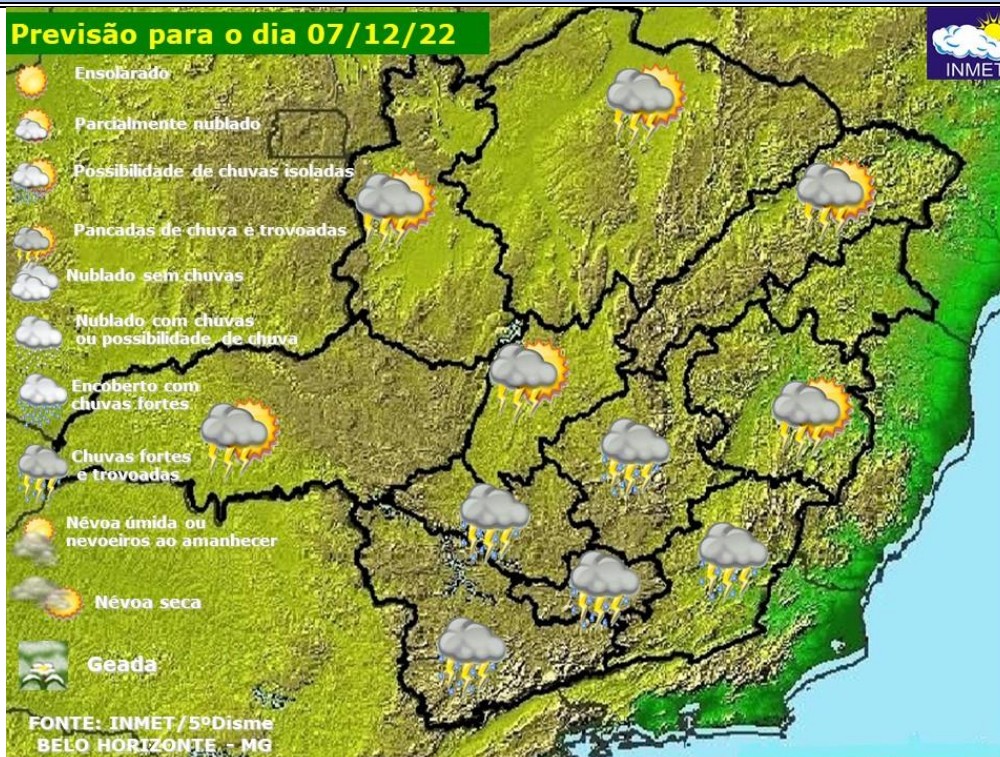 Previsão para o dia 07/12/22
INMET
Ensolarado
Parcialmente nublado
Possibilidade de chuvas isoladas
Pancadas de chuva e trovoadas
Nublado sem chuvas
Nublado com chuvas
ou possibilidade de chuva
Encoberto com
chuvas fortes
Chuvas fortes
e trovoadas
Névoa úmida ou
nevoeiros ao amanhecer
Névoa seca
Geada
FONTE: INMET/5ºDisme
BELO HORIZONTE - MG